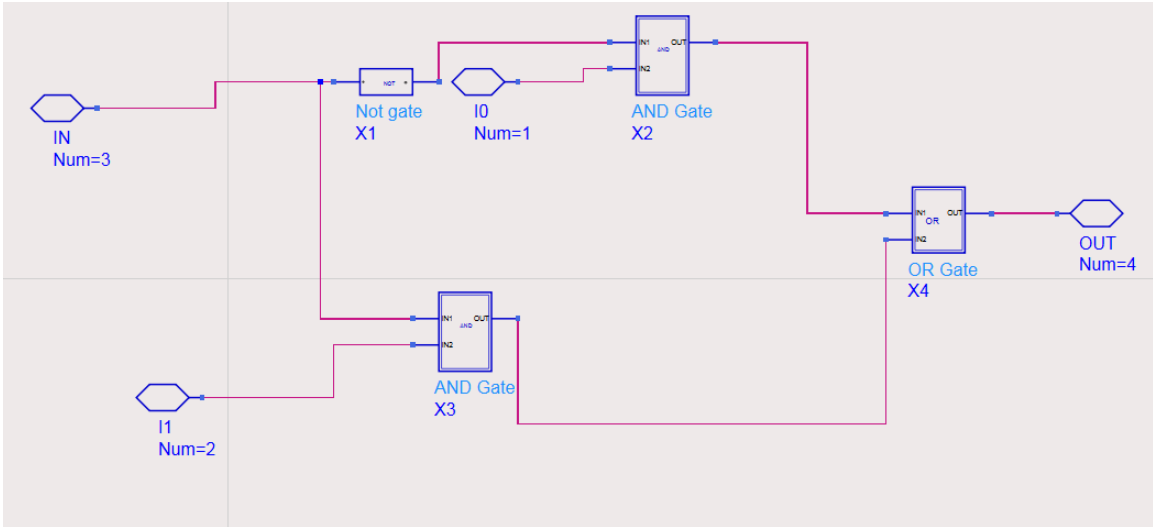 IN
Num=3
NOT
Not gate
X1
I0
Num=1
IN1
IN2
OUT
AND
AND Gate
X2
IN1
IN2
OUT
OR
OR Gate
X4
OUT
Num=4
IN1
IN2
OUT
AND
AND Gate
X3
I1
Num=2